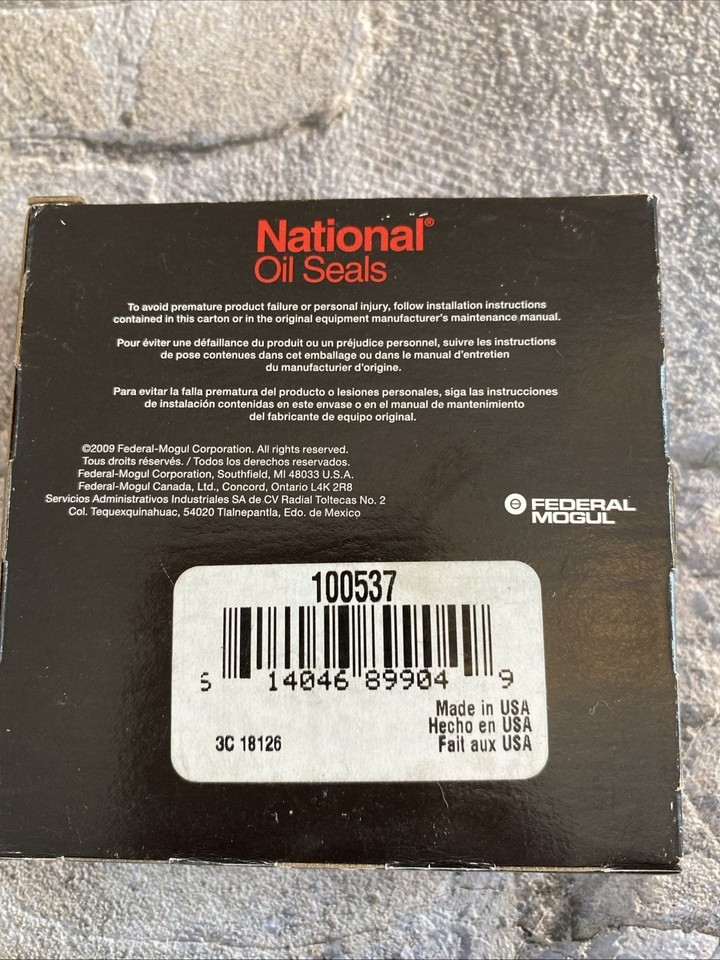 National®
Oil Seals
To avoid premature product failure or personal injury, follow installation instructions
contained in this carton or in the original equipment manufacturer's maintenance manual.
Pour éviter une défaillance du produit ou un préjudice personnel, suivre les instructions
de pose contenues dans cet emballage ou dans le manuel d'entretien
du manufacturier d'origine.
Para evitar la falla prematura del producto o lesiones personales, siga las instrucciones
de instalación contenidas en este envase o en el manual de mantenimiento
del fabricante de equipo original.
©2009 Federal-Mogul Corporation. All rights reserved.
Tous droits réservés. / Todos los derechos reservados.
Federal-Mogul Corporation, Southfield, MI 48033 U.S.A.
Federal-Mogul Canada, Ltd., Concord, Ontario L4K 2R8
Servicios Administrativos Industriales SA de CV Radial Toltecas No. 2
Col. Tequexquinahuac, 54020 Tlalnepantla, Edo. de Mexico
FEDERAL
MOGUL
100537
5 14046 89904 9
Made in USA
Hecho en USA
3C 18126 Fait aux USA